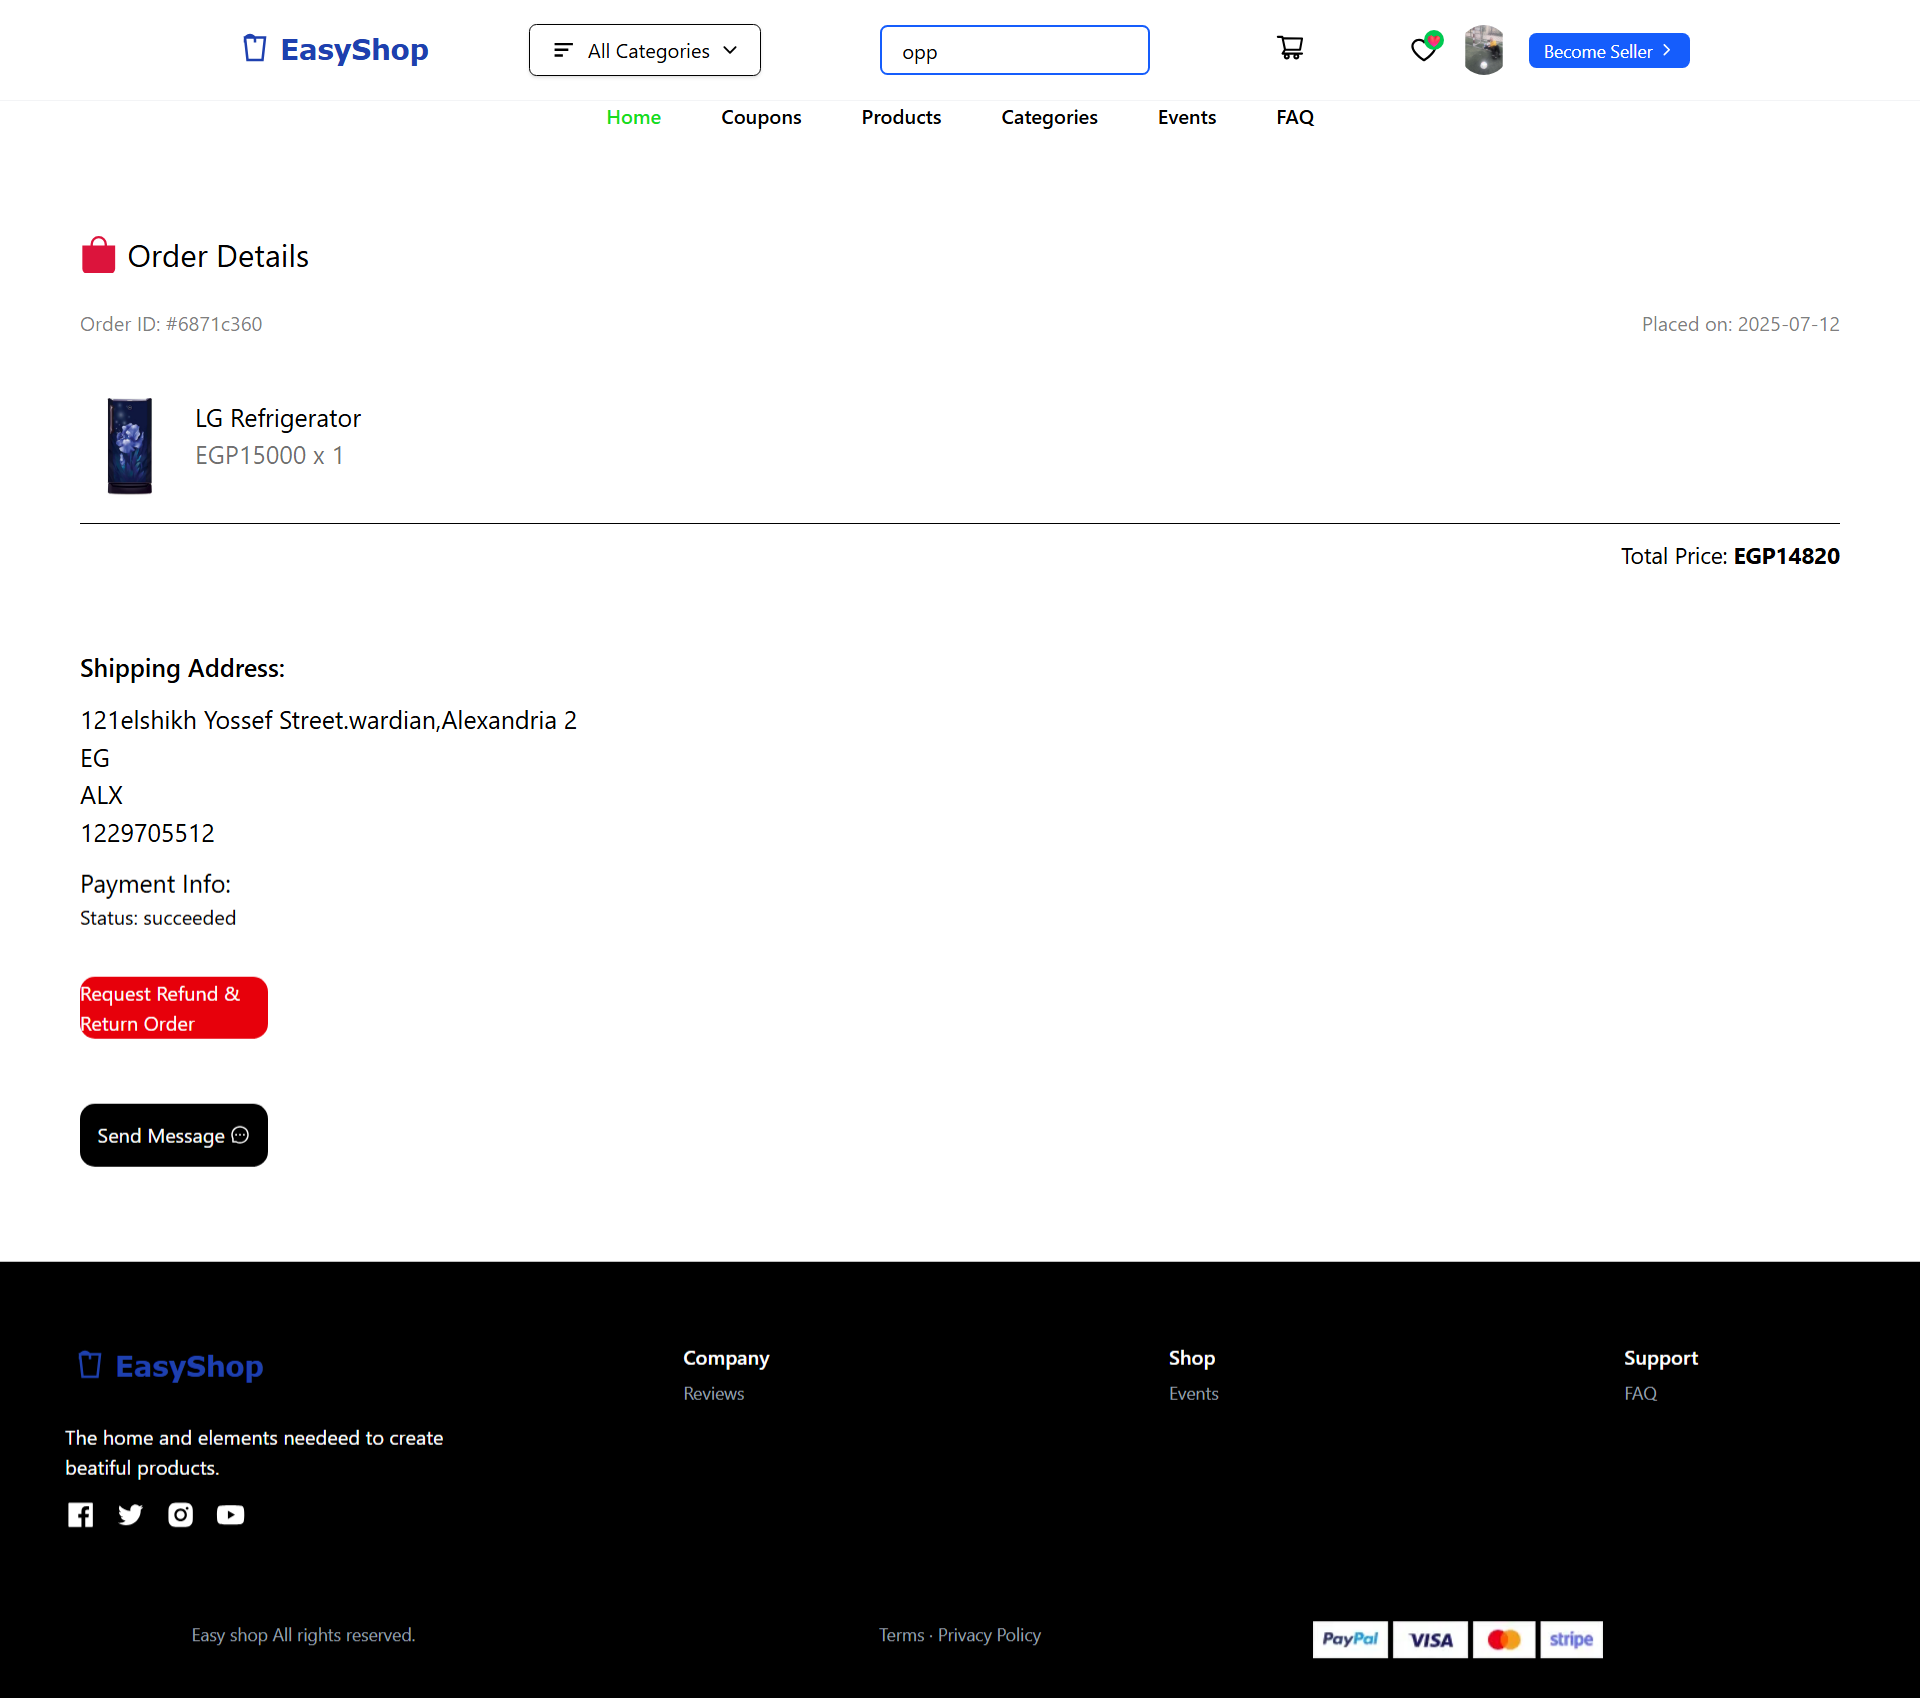 EasyShop
All Categories
opp
Become Seller
Home
Coupons
Products
Categories
Events
FAQ
Order Details
Order ID: #6871c360
Placed on: 2025-07-12
LG Refrigerator
EGP15000 x 1
Total Price: EGP14820
Shipping Address:
121elshikh Yossef Street.wardian,Alexandria 2
EG
ALX
1229705512
Payment Info:
Status: succeeded
Request Refund &
Return Order
Send Message
EasyShop
The home and elements needeed to create
beatiful products.
Company
Reviews
Shop
Events
Support
FAQ
Easy shop All rights reserved.
Terms · Privacy Policy
PayPal
VISA
stripe